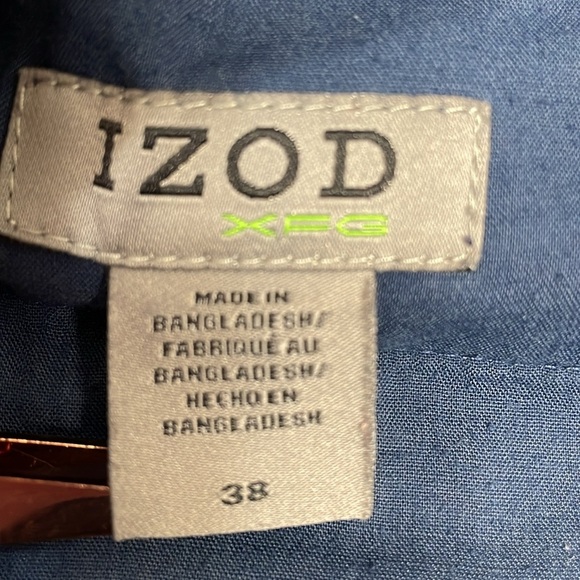 IZOD
XFG
MADE IN
BANGLADESH/
FABRIQUÉ AU
BANGLADESH/
HECHO EN
BANGLADESH
38